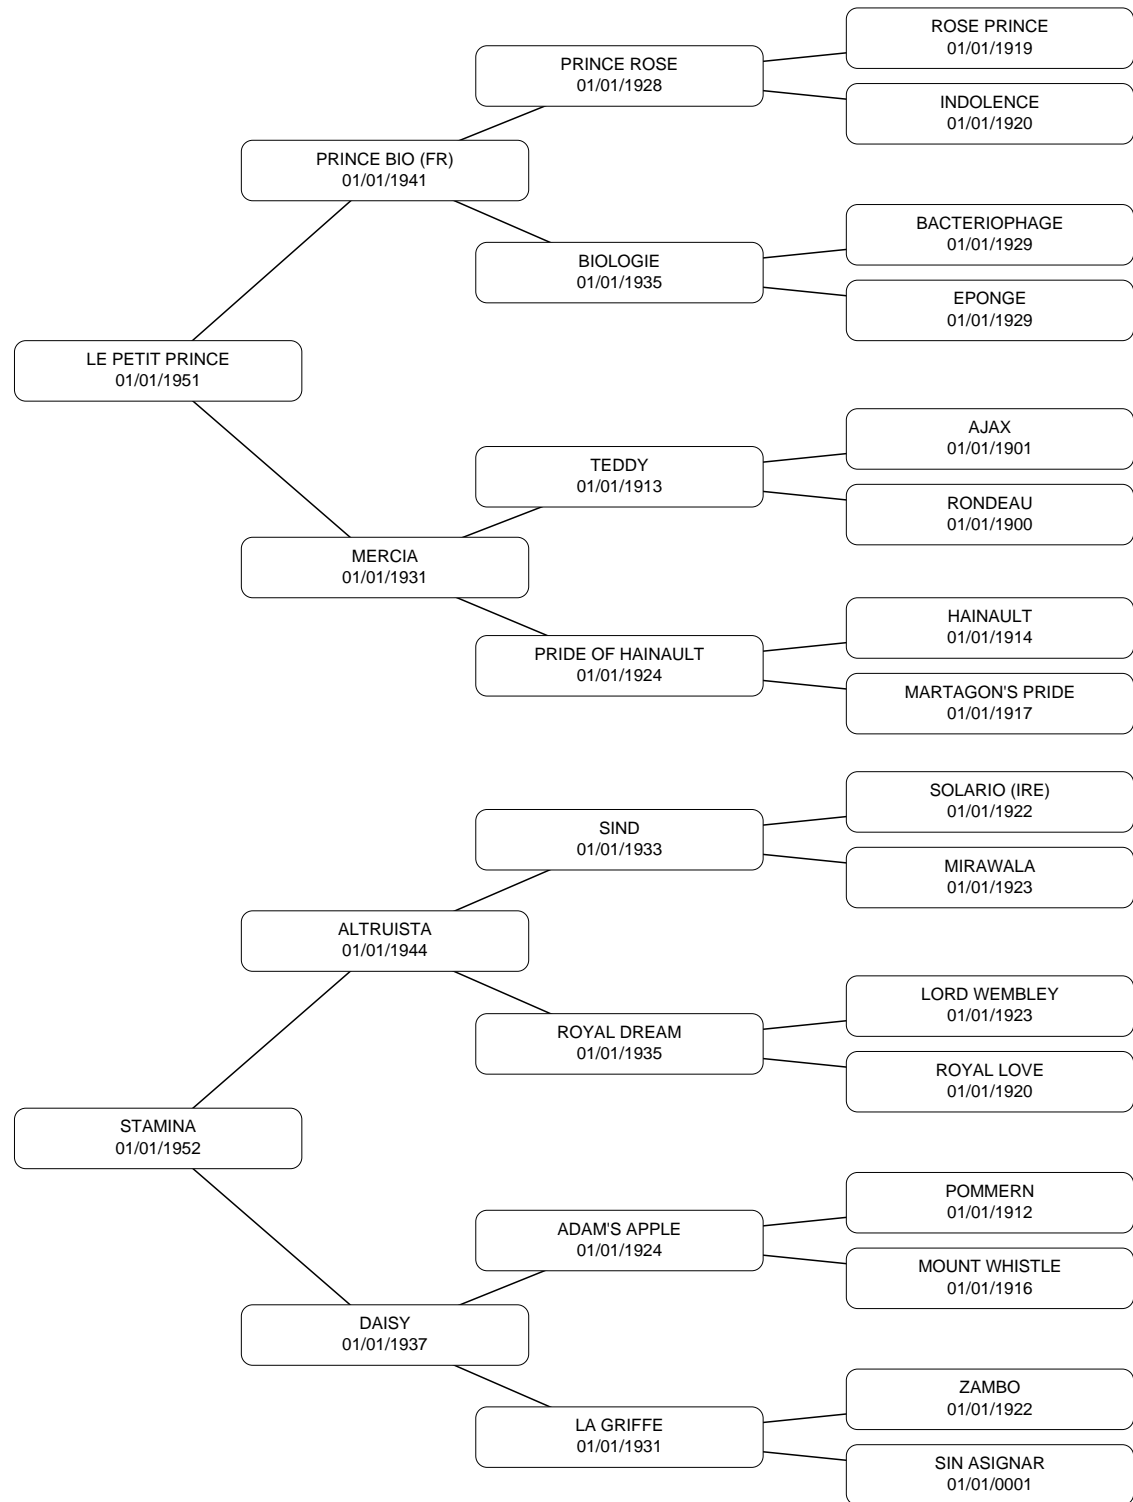 ROSE PRINCE
01/01/1919
PRINCE ROSE
01/01/1928
INDOLENCE
01/01/1920
PRINCE BIO (FR)
01/01/1941
BACTERIOPHAGE
01/01/1929
BIOLOGIE
01/01/1935
EPONGE
01/01/1929
LE PETIT PRINCE
01/01/1951
AJAX
01/01/1901
TEDDY
01/01/1913
RONDEAU
01/01/1900
MERCIA
01/01/1931
HAINAULT
01/01/1914
PRIDE OF HAINAULT
01/01/1924
MARTAGON'S PRIDE
01/01/1917
SOLARIO (IRE)
01/01/1922
SIND
01/01/1933
MIRAWALA
01/01/1923
ALTRUISTA
01/01/1944
LORD WEMBLEY
01/01/1923
ROYAL DREAM
01/01/1935
ROYAL LOVE
01/01/1920
STAMINA
01/01/1952
POMMERN
01/01/1912
ADAM'S APPLE
01/01/1924
MOUNT WHISTLE
01/01/1916
DAISY
01/01/1937
ZAMBO
01/01/1922
LA GRIFFE
01/01/1931
SIN ASIGNAR
01/01/0001